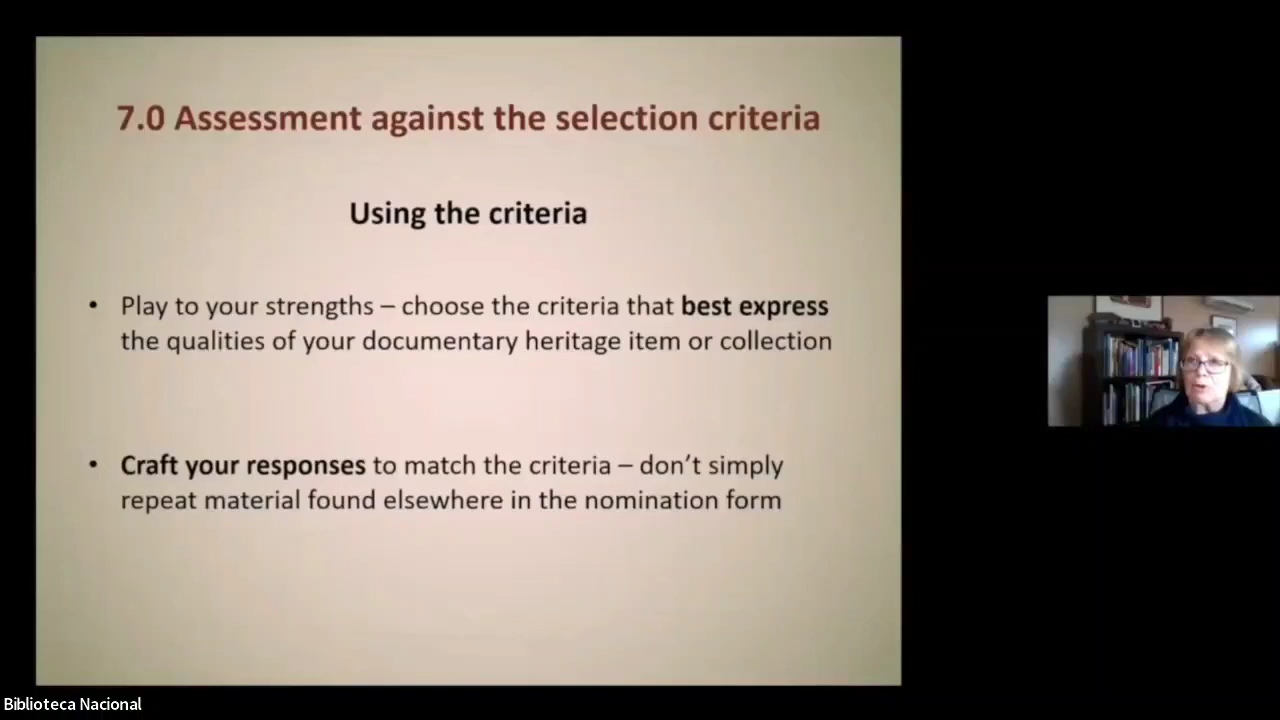 7.0 Assessment against the selection criteria
Using the criteria
• Play to your strengths – choose the criteria that best express
the qualities of your documentary heritage item or collection
• Craft your responses to match the criteria – don’t simply
repeat material found elsewhere in the nomination form
Biblioteca Nacional